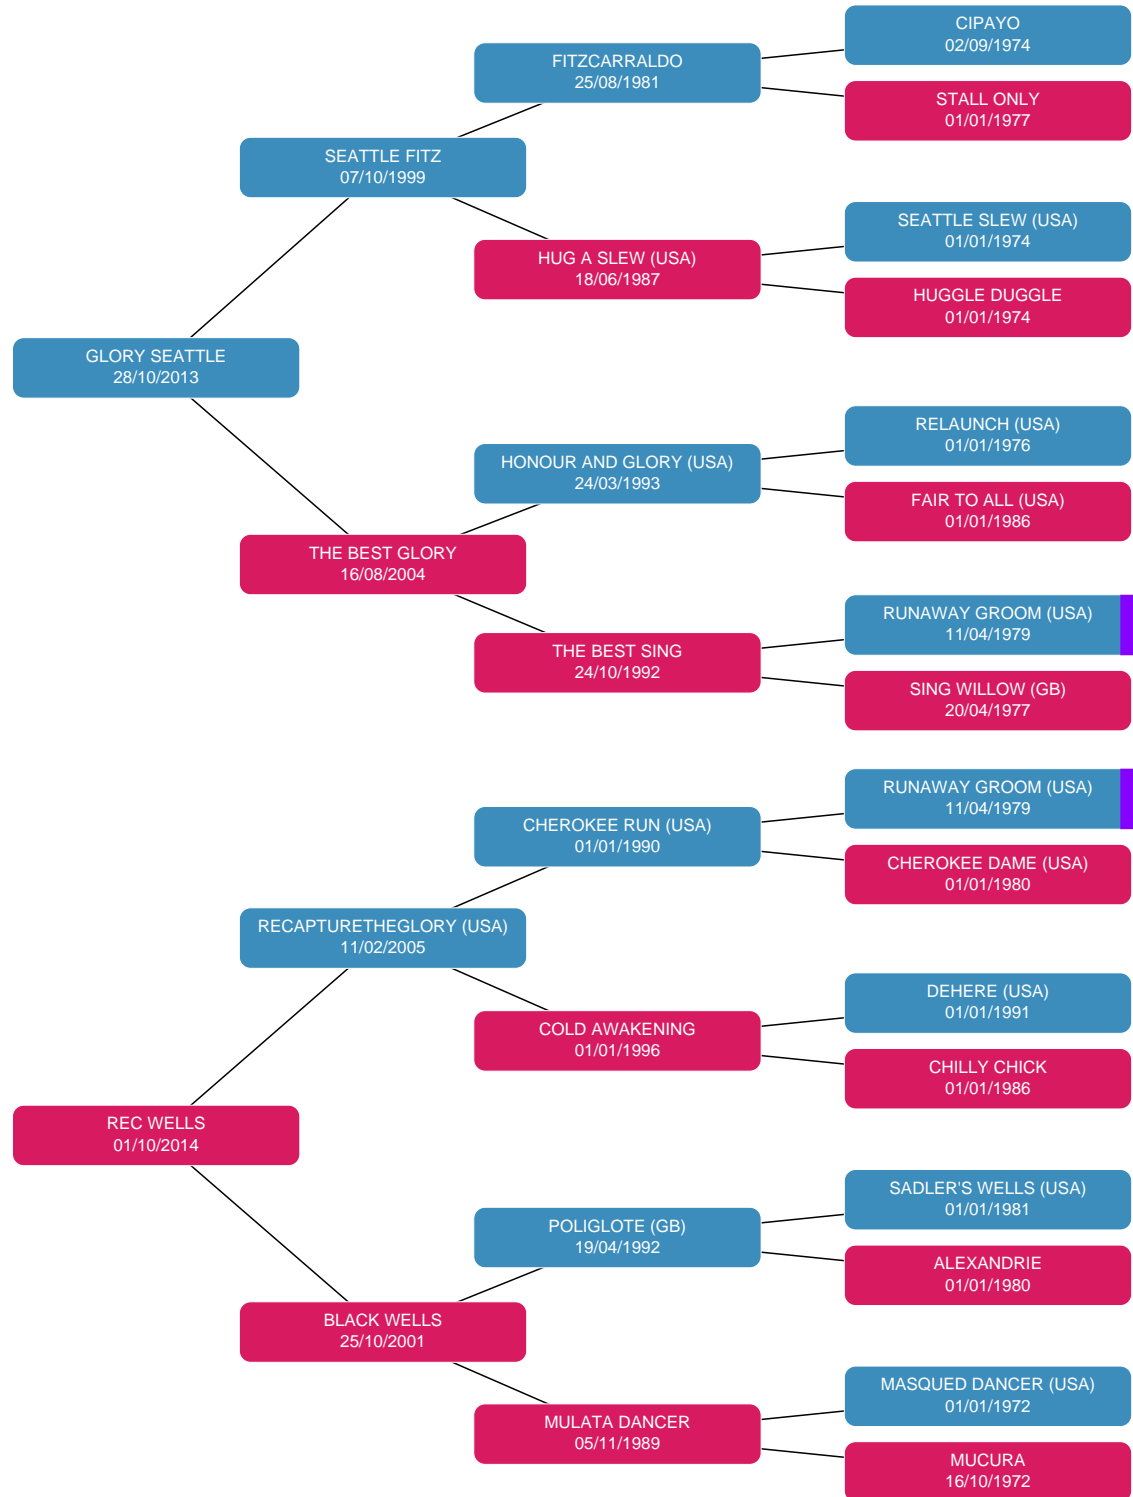 CIPAYO
02/09/1974
FITZCARRALDO
25/08/1981
STALL ONLY
01/01/1977
SEATTLE FITZ
07/10/1999
SEATTLE SLEW (USA)
01/01/1974
HUG A SLEW (USA)
18/06/1987
HUGGLE DUGGLE
01/01/1974
GLORY SEATTLE
28/10/2013
RELAUNCH (USA)
01/01/1976
HONOUR AND GLORY (USA)
24/03/1993
FAIR TO ALL (USA)
01/01/1986
THE BEST GLORY
16/08/2004
RUNAWAY GROOM (USA)
11/04/1979
THE BEST SING
24/10/1992
SING WILLOW (GB)
20/04/1977
RUNAWAY GROOM (USA)
11/04/1979
CHEROKEE RUN (USA)
01/01/1990
CHEROKEE DAME (USA)
01/01/1980
RECAPTURETHEGLORY (USA)
11/02/2005
DEHERE (USA)
01/01/1991
COLD AWAKENING
01/01/1996
CHILLY CHICK
01/01/1986
REC WELLS
01/10/2014
SADLER'S WELLS (USA)
01/01/1981
POLIGLOTE (GB)
19/04/1992
ALEXANDRIE
01/01/1980
BLACK WELLS
25/10/2001
MASQUED DANCER (USA)
01/01/1972
MULATA DANCER
05/11/1989
MUCURA
16/10/1972